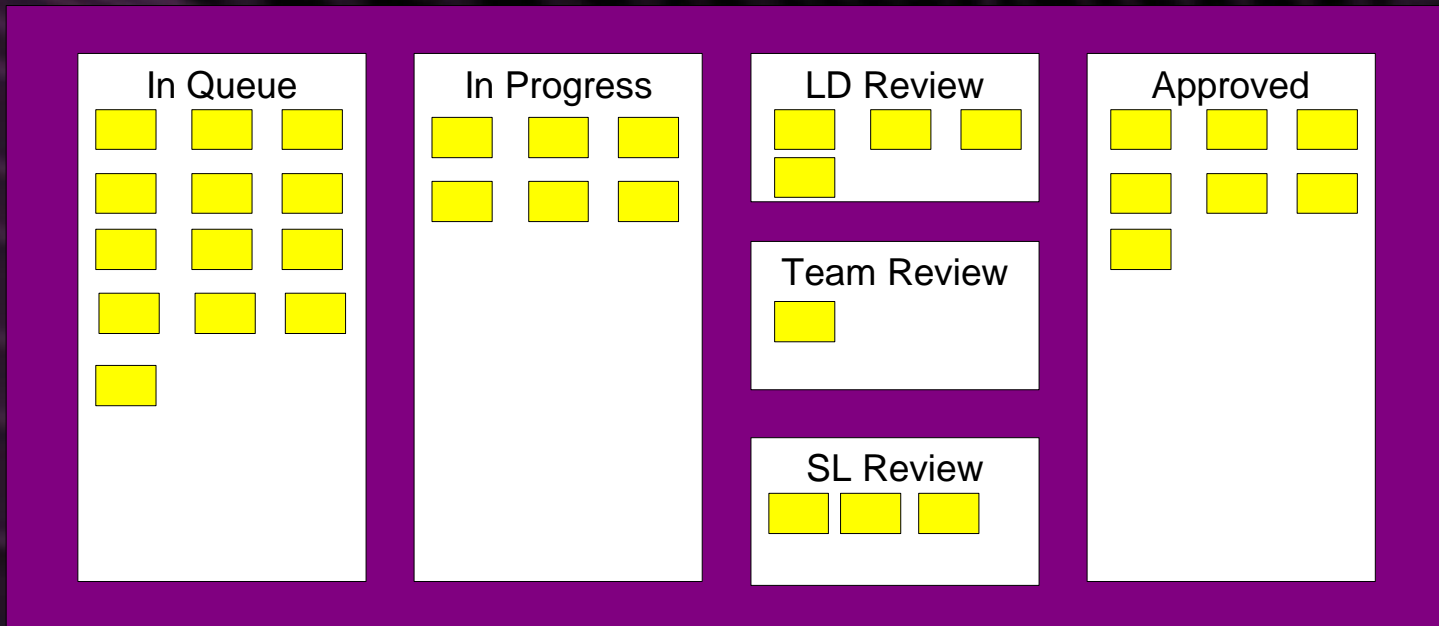 In Queue
In Progress
LD Review
Team Review
SL Review
Approved